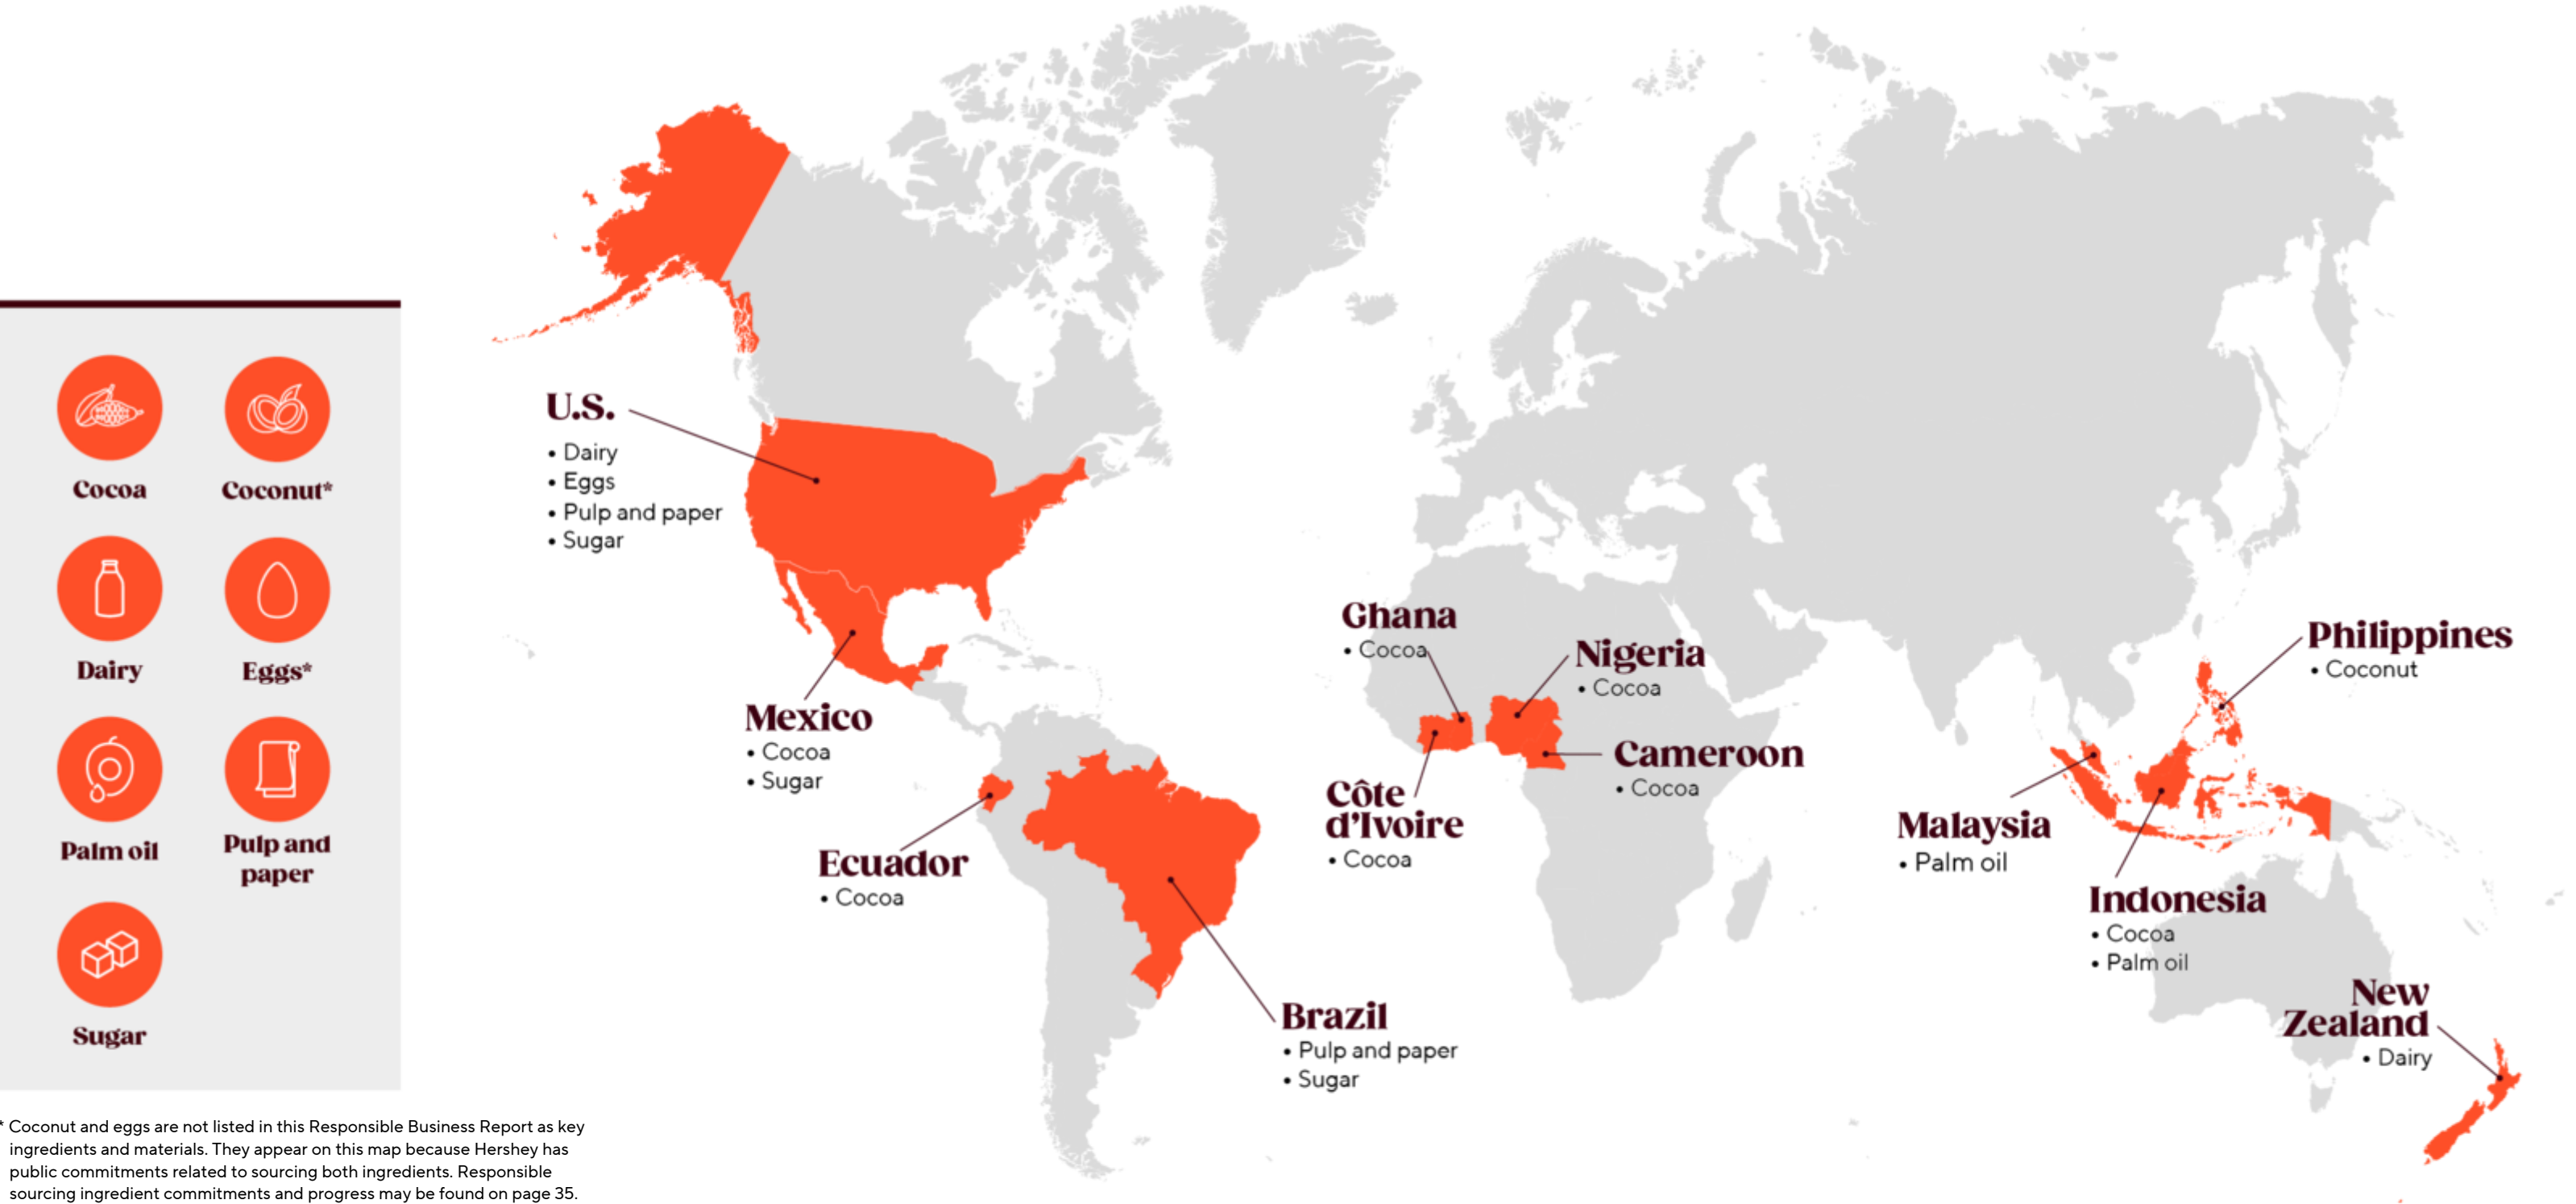 Cocoa
Coconut*
Dairy
Eggs*
Palm oil
Pulp and
paper
Sugar
* Coconut and eggs are not listed in this Responsible Business Report as key
ingredients and materials. They appear on this map because Hershey has
public commitments related to sourcing both ingredients. Responsible
sourcing ingredient commitments and progress may be found on page 35.
U.S.
• Dairy
• Eggs
• Pulp and paper
• Sugar
Mexico
• Cocoa
• Sugar
Ecuador
• Cocoa
Brazil
• Pulp and paper
• Sugar
Ghana
• Cocoa
Nigeria
• Cocoa
Cameroon
• Cocoa
Côte
d'Ivoire
• Cocoa
Philippines
• Coconut
Malaysia
• Palm oil
Indonesia
• Cocoa
• Palm oil
New
Zealand
• Dairy